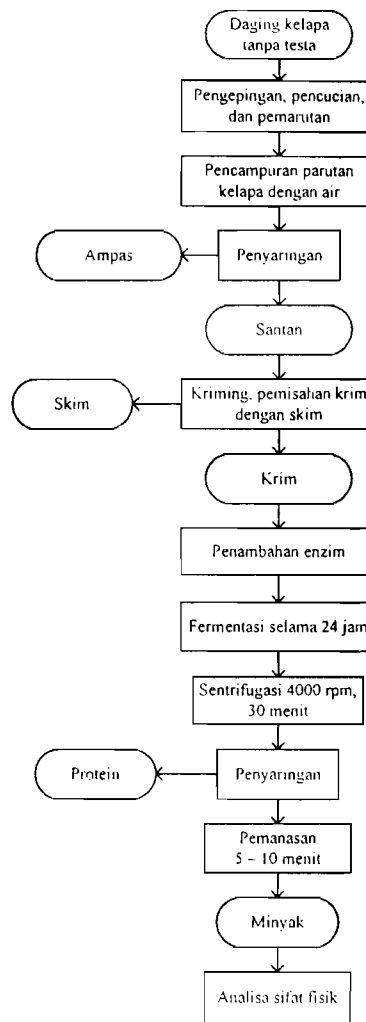 Daging kelapa
tanpa testa
Pengepingan, pencucian,
dan pemarutan
Pencampuran parutan
kelapa dengan air
Ampas
Penyaringan
Santan
Skim
Kriming, pemisahan krim
dengan skim
Krim
Penambahan enzim
Fermentasi selama 24 jam
Sentrifugasi 4000 rpm,
30 menit
Protein
Penyaringan
Pemanasan
5 – 10 menit
Minyak
Analisa sifat fisik